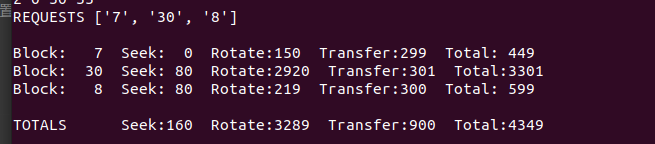 REQUESTS ['7', '30', '8']
Block:   7  Seek:  0  Rotate:150  Transfer:299  Total: 449
Block:  30  Seek: 80  Rotate:2920  Transfer:301  Total:3301
Block:   8  Seek: 80  Rotate:219  Transfer:300  Total: 599
TOTALS      Seek:160  Rotate:3289  Transfer:900  Total:4349